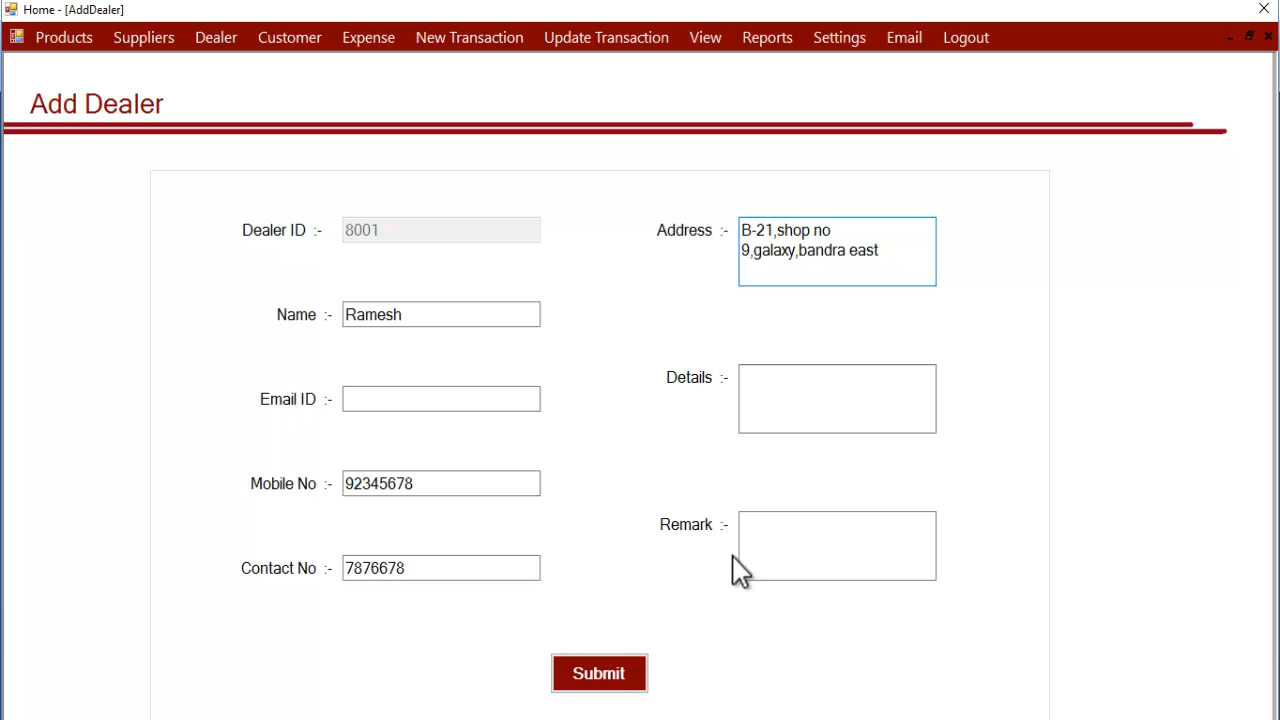 Home - [AddDealer]
Products Suppliers Dealer Customer Expense New Transaction Update Transaction View Reports Settings Email Logout
Add Dealer
Dealer ID :- 8001
Name :- Ramesh
Email ID :-
Mobile No :- 92345678
Contact No :- 7876678
Address :- B-21,shop no
9,galaxy,bandra east
Details :-
Remark :-
Submit